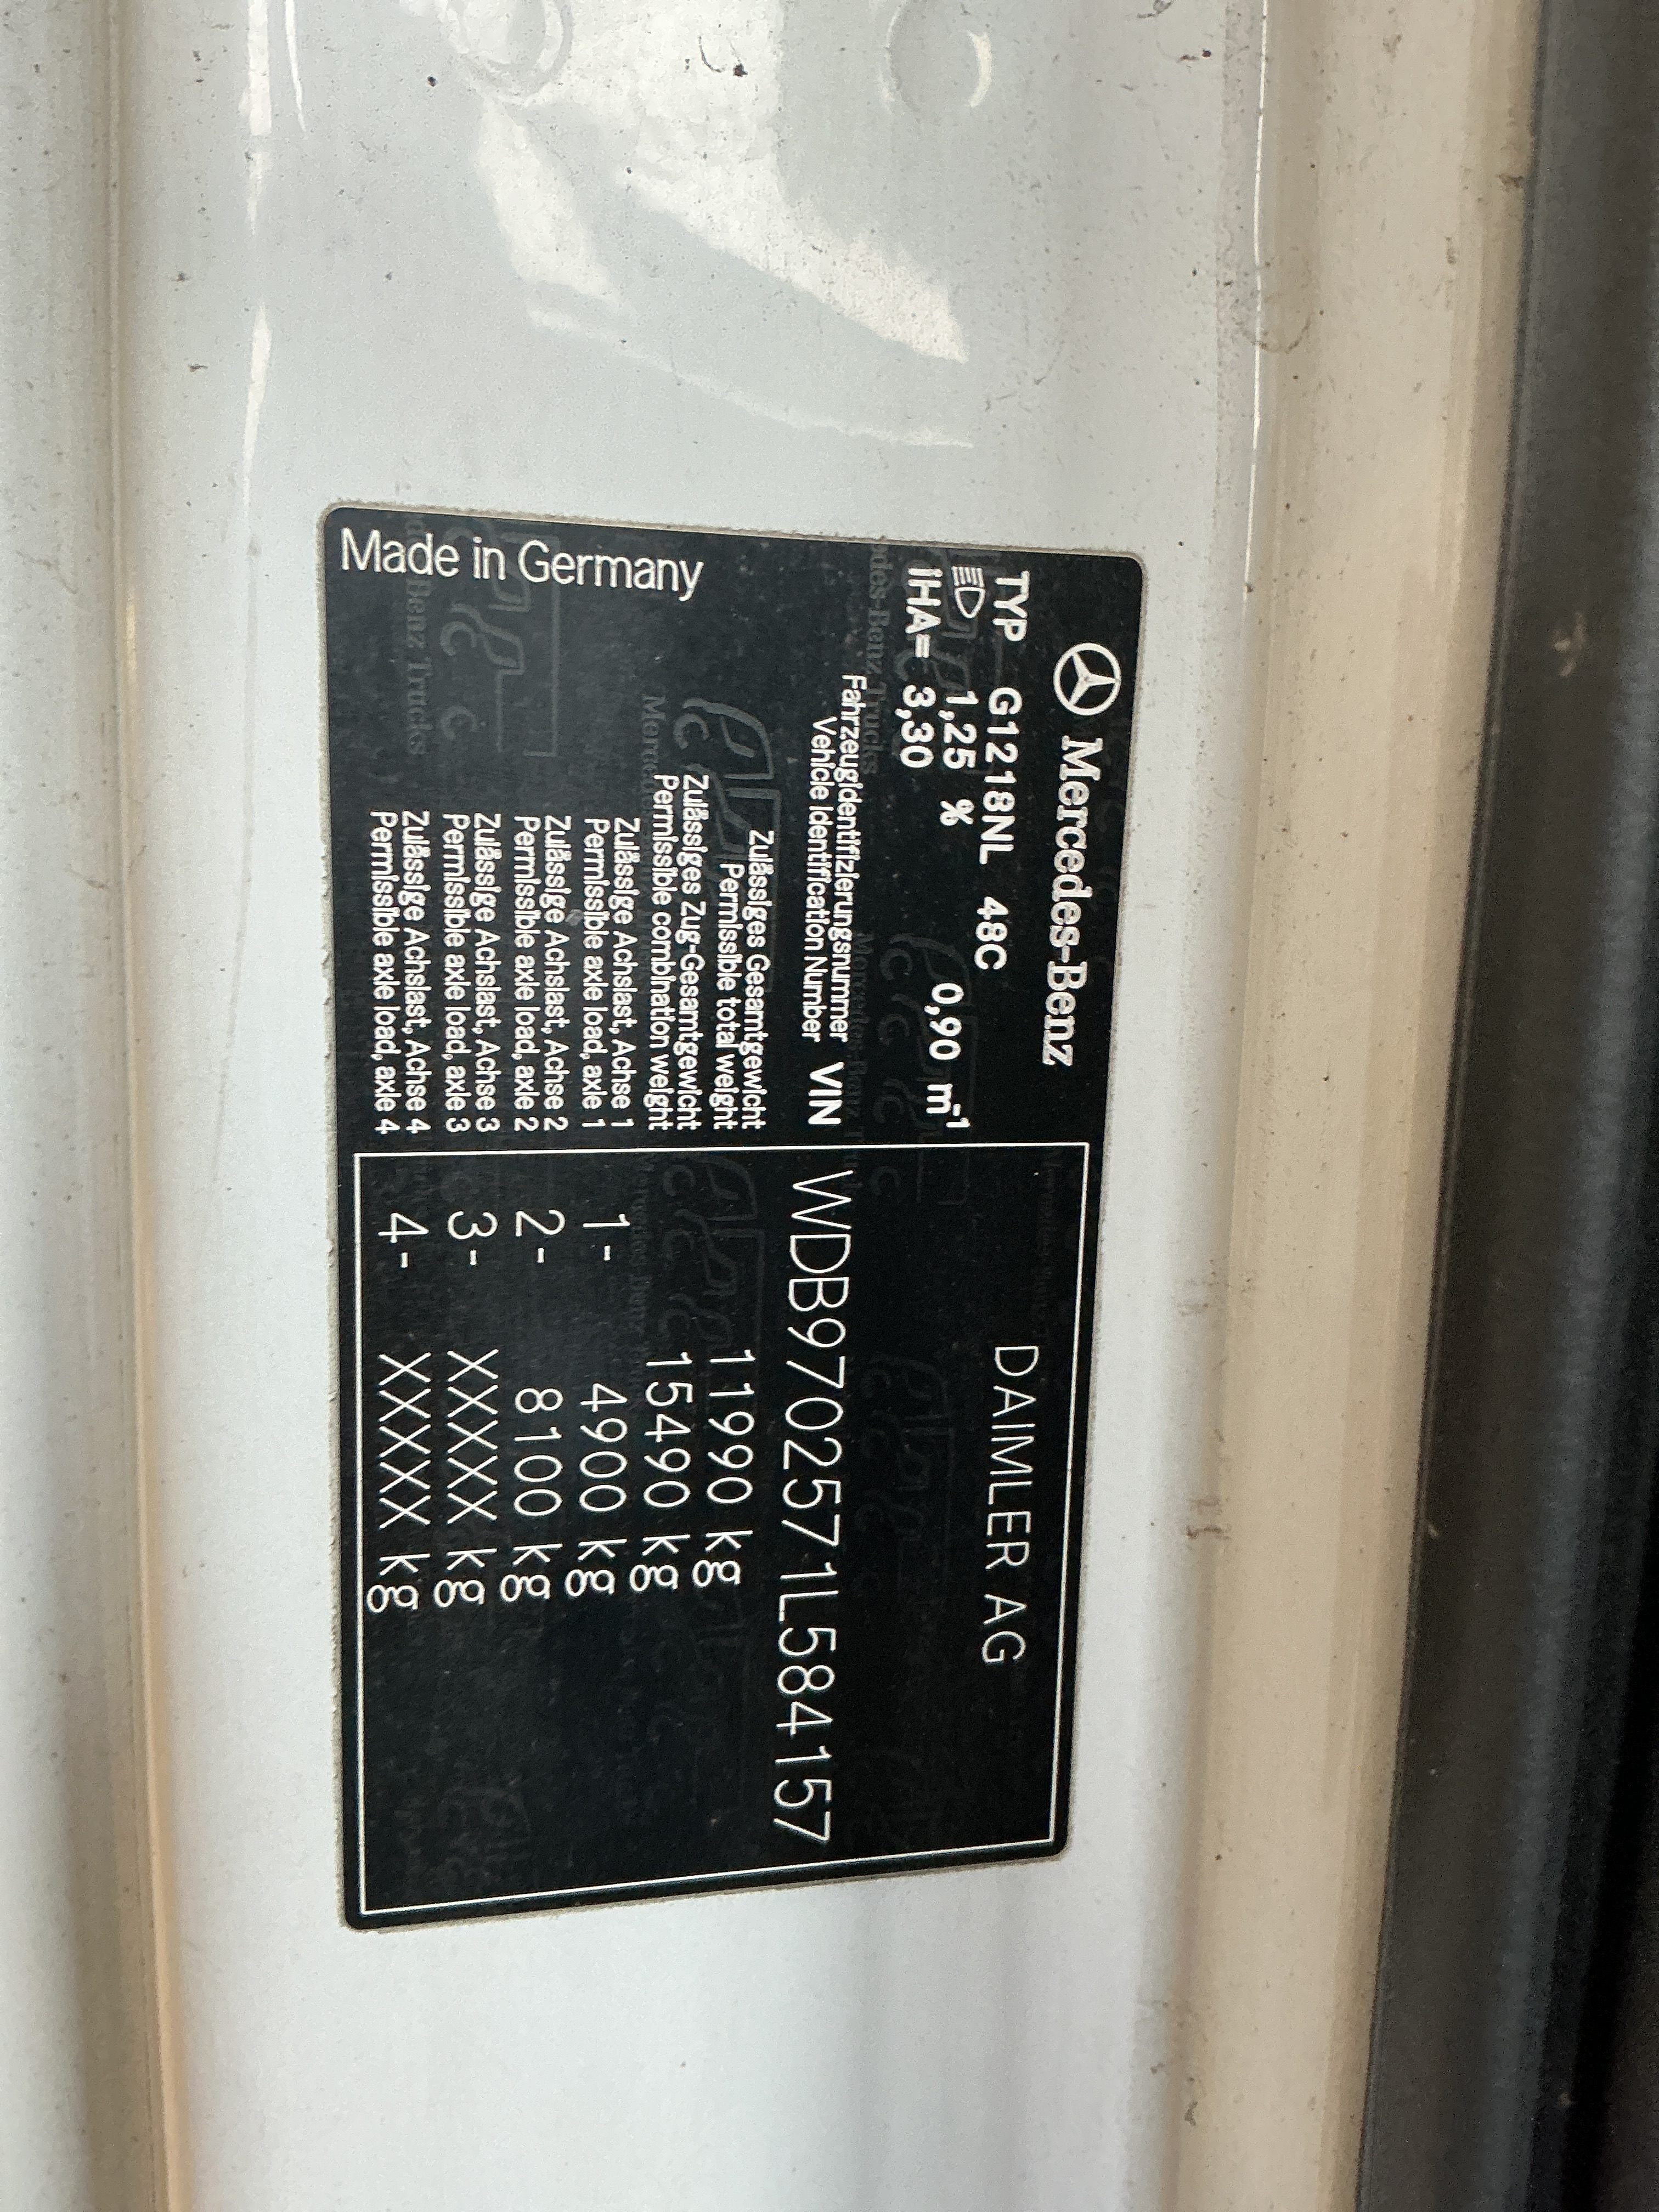 Mercedes-Benz
TYP G1218NL 48C
1,25 % 0,90 m-1
iHA= 3,30
DAIMLER AG
Fahrzeugidentifizierungsnummer
Vehicle Identification Number VIN
WDB9702571L584157
Zulässiges Gesamtgewicht
Permissible total weight
11990 kg
Zulässiges Zug-Gesamtgewicht
Permissible combination weight
15490 kg
Zulässige Achslast, Achse 1
Permissible axle load, axle 1
1- 4900 kg
Zulässige Achslast, Achse 2
Permissible axle load, axle 2
2- 8100 kg
Zulässige Achslast, Achse 3
Permissible axle load, axle 3
3- XXXXX kg
Zulässige Achslast, Achse 4
Permissible axle load, axle 4
4- XXXXX kg
Made in Germany